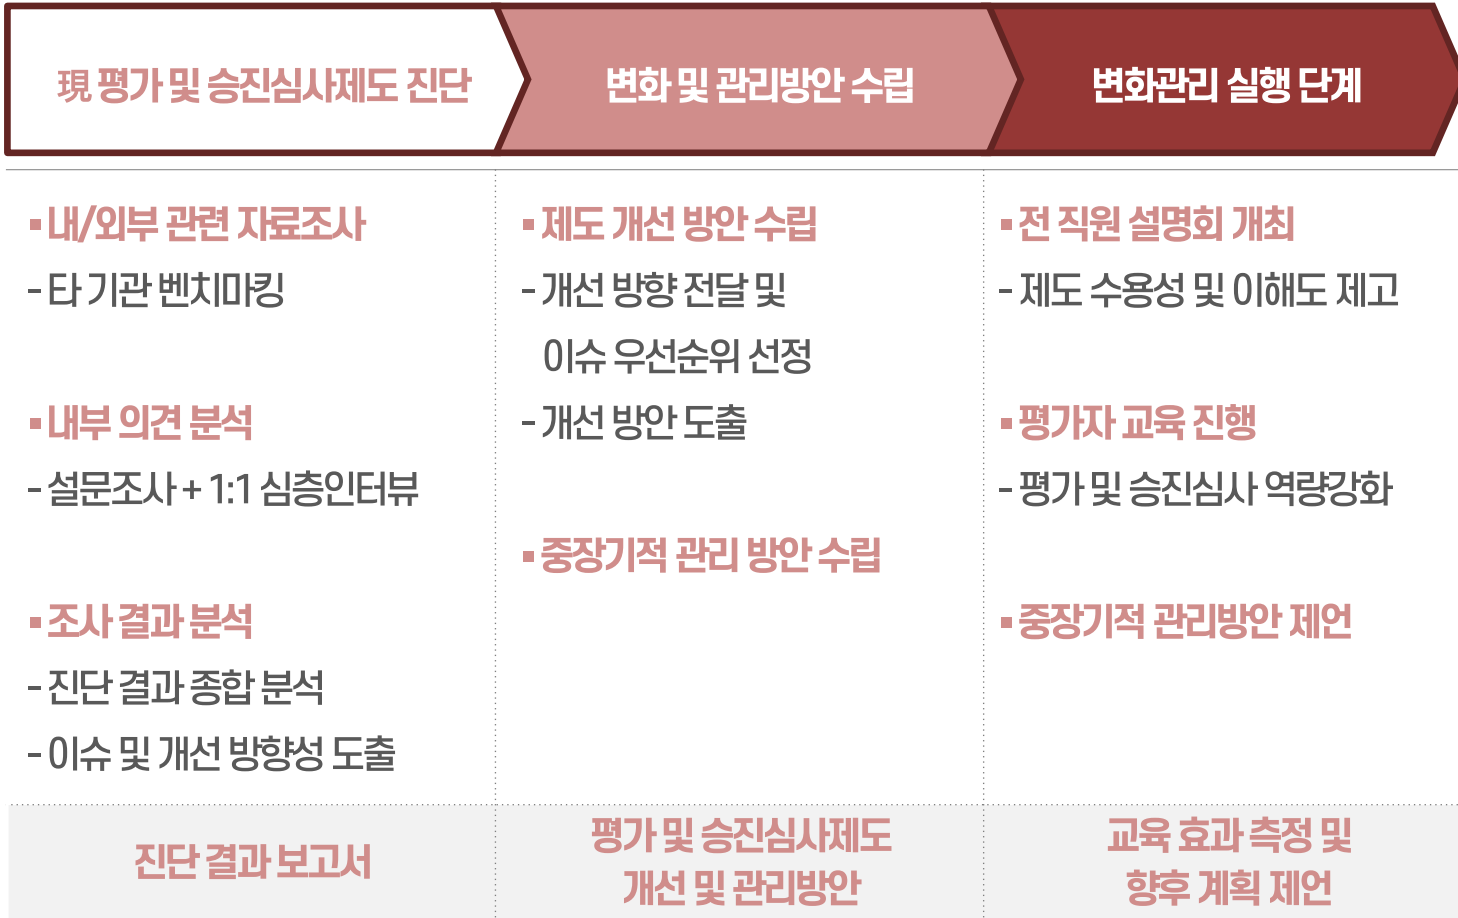 現 평가 및 승진심사제도 진단
변화 및 관리방안 수립
변화관리 실행 단계
▪내/외부 관련 자료조사
- 타 기관 벤치마킹
▪내부 의견 분석
- 설문조사 + 1:1 심층인터뷰
▪조사 결과 분석
- 진단 결과 종합 분석
- 이슈 및 개선 방향성 도출
▪제도 개선 방안 수립
- 개선 방향 전달 및
이슈 우선순위 선정
- 개선 방안 도출
▪중장기적 관리 방안 수립
▪전 직원 설명회 개최
- 제도 수용성 및 이해도 제고
▪평가자 교육 진행
- 평가 및 승진심사 역량강화
▪중장기적 관리방안 제언
진단 결과 보고서
평가 및 승진심사제도
개선 및 관리방안
교육 효과 측정 및
향후 계획 제언